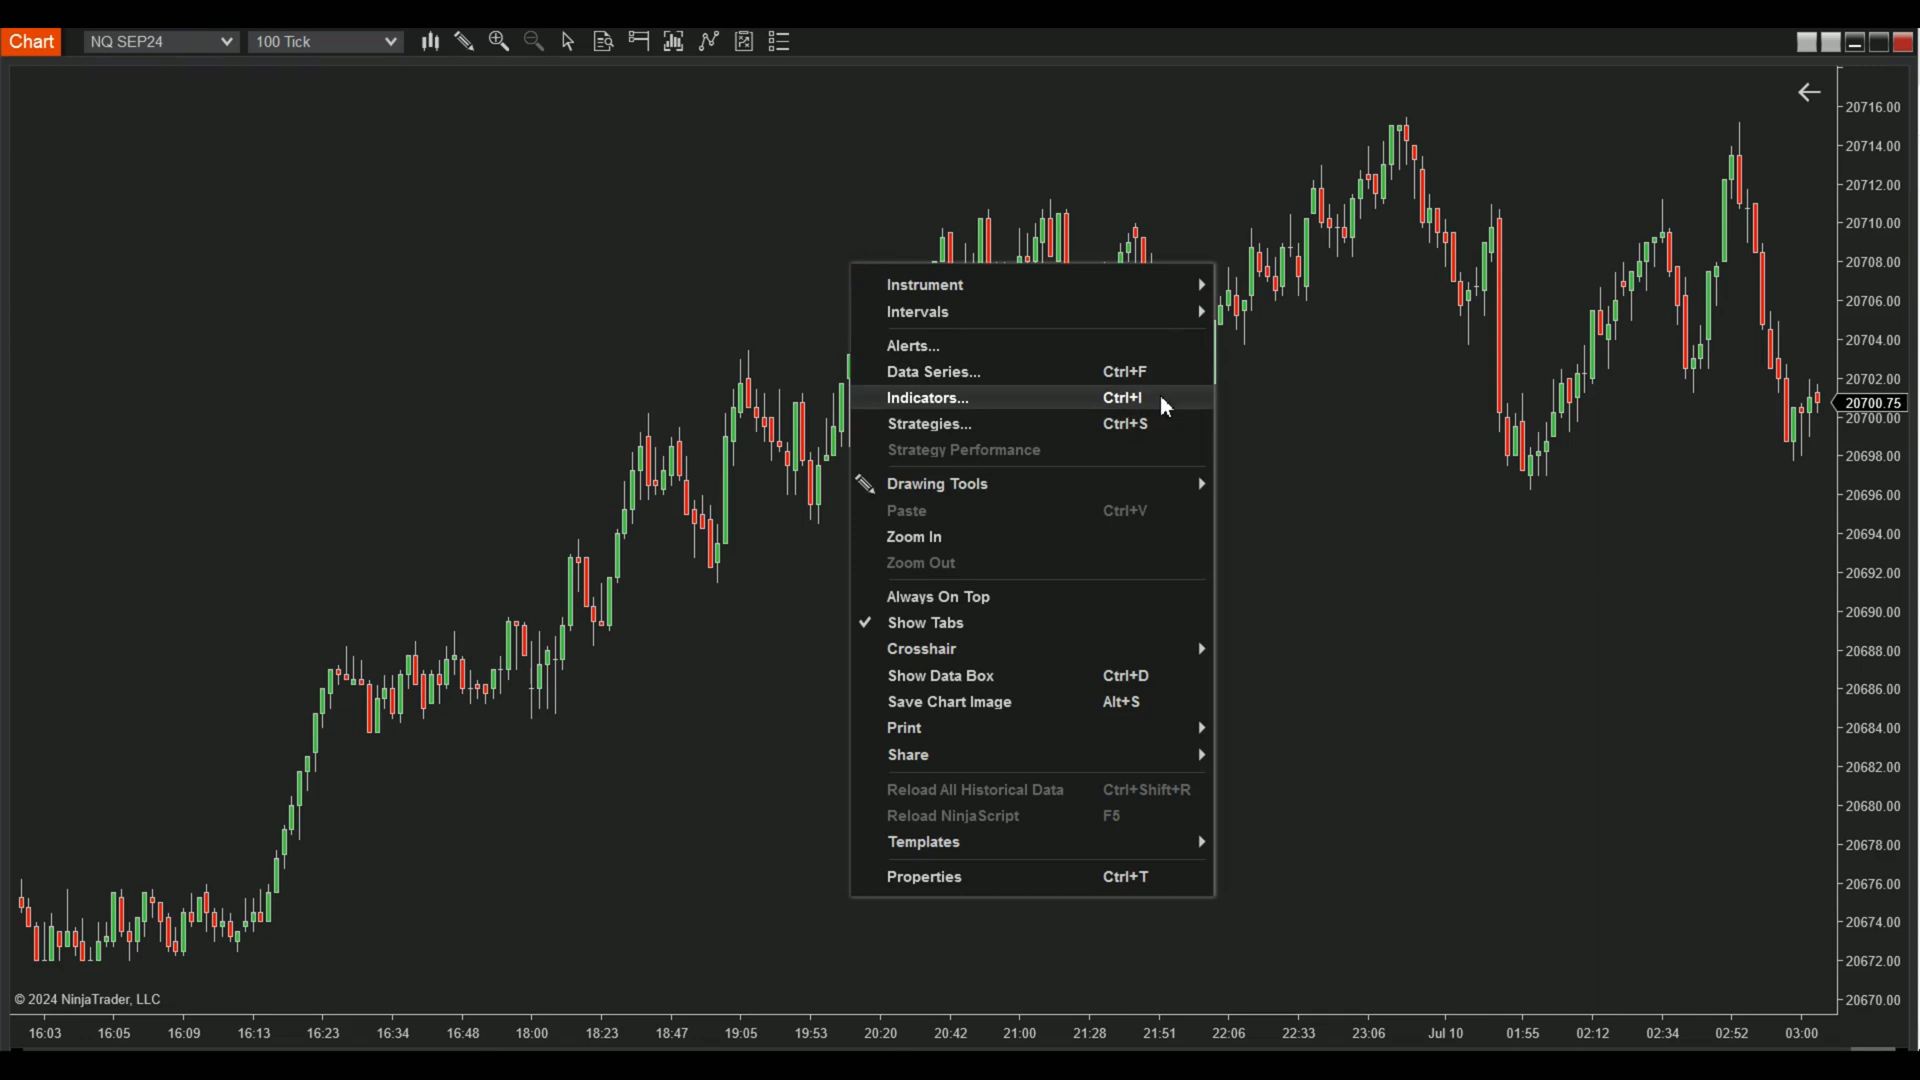 Chart
NQ SEP24
100 Tick
20716.00
20714.00
20712.00
20710.00
20708.00
20706.00
20704.00
20702.00
20700.75
20700.00
20698.00
20696.00
20694.00
20692.00
20690.00
20688.00
20686.00
20684.00
20682.00
20680.00
20678.00
20676.00
20674.00
20672.00
20670.00
Instrument
Intervals
Alerts...
Data Series... Ctrl+F
Indicators... Ctrl+I
Strategies... Ctrl+S
Strategy Performance
Drawing Tools
Paste Ctrl+V
Zoom In
Zoom Out
Always On Top
Show Tabs
Crosshair
Show Data Box Ctrl+D
Save Chart Image Alt+S
Print
Share
Reload All Historical Data Ctrl+Shift+R
Reload NinjaScript F5
Templates
Properties Ctrl+T
© 2024 NinjaTrader, LLC
16:03 16:05 16:09 16:13 16:23 16:34 16:48 18:00 18:23 18:47 19:05 19:53 20:20 20:42 21:00 21:28 21:51 22:06 22:33 23:06 Jul 10 01:55 02:12 02:34 02:52 03:00